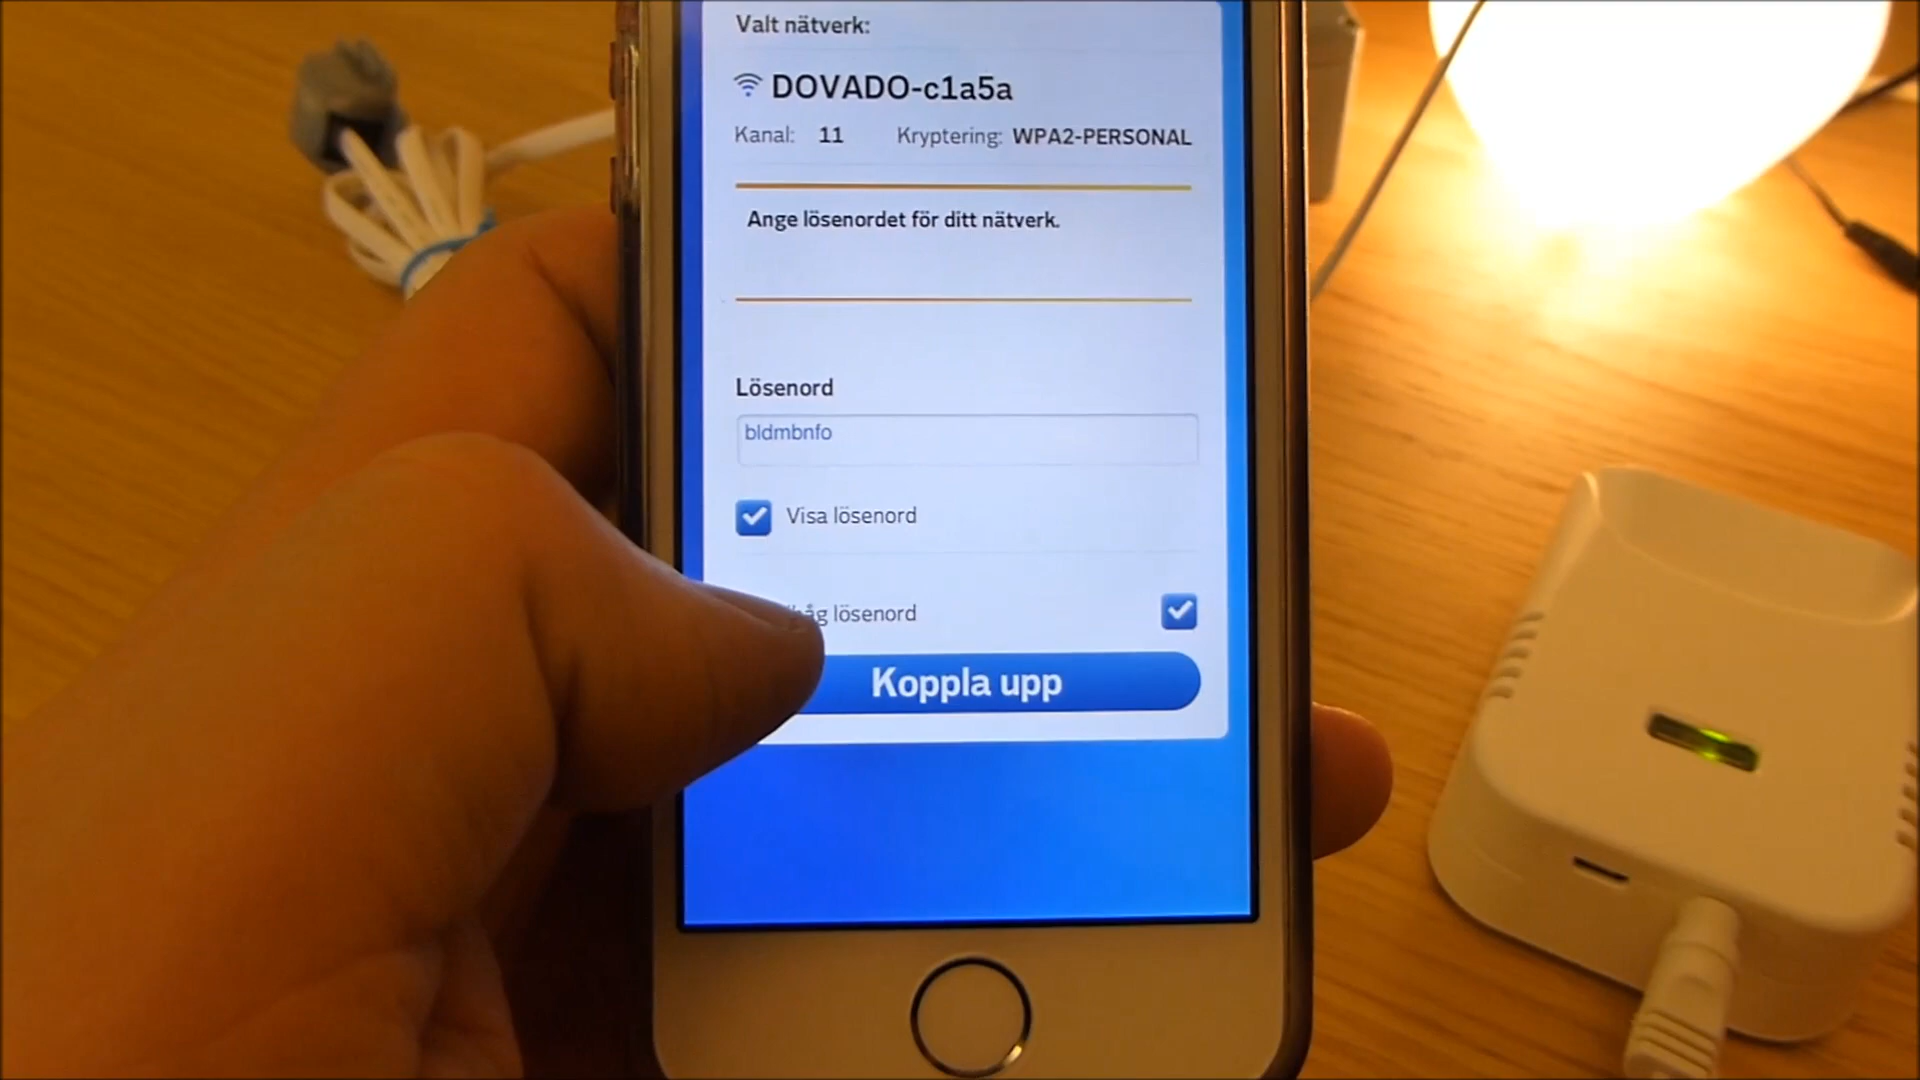 Valt nätverk:
DOVADO-c1a5a
Kanal: 11 Kryptering: WPA2-PERSONAL
Ange lösenordet för ditt nätverk.
Lösenord
bldmbnfo
Visa lösenord
lösenord
Koppla upp